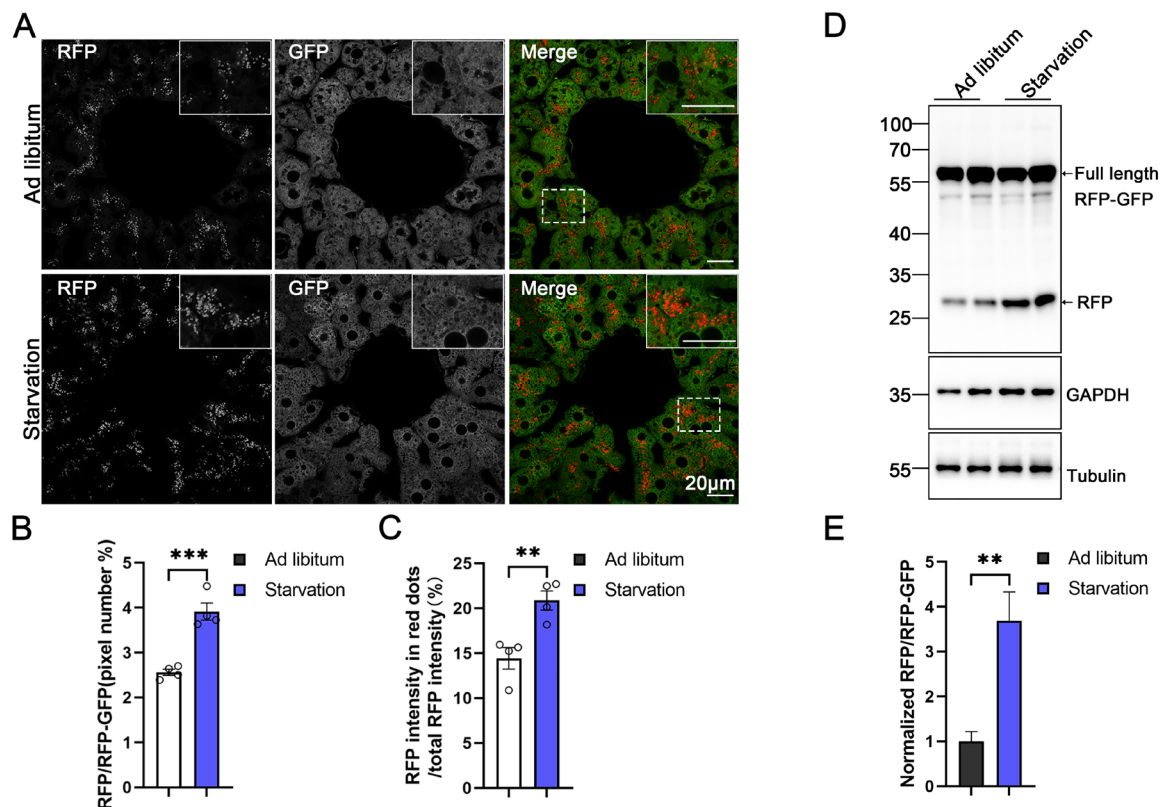 A
RFP
GFP
Merge
Ad libitum
RFP
GFP
Merge
Starvation
20μm
B
RFP/RFP-GFP(pixel number %)
5
4
3
2
1
0
***
Ad libitum
Starvation
C
RFP intensity in red dots
/total RFP intensity (%)
25
20
15
10
5
0
**
Ad libitum
Starvation
D
Ad libitum
Starvation
100
70
55
40
35
25
←Full length
RFP-GFP
←RFP
35
GAPDH
55
Tubulin
E
Normalized RFP/RFP-GFP
5
4
3
2
1
0
**
Ad libitum
Starvation